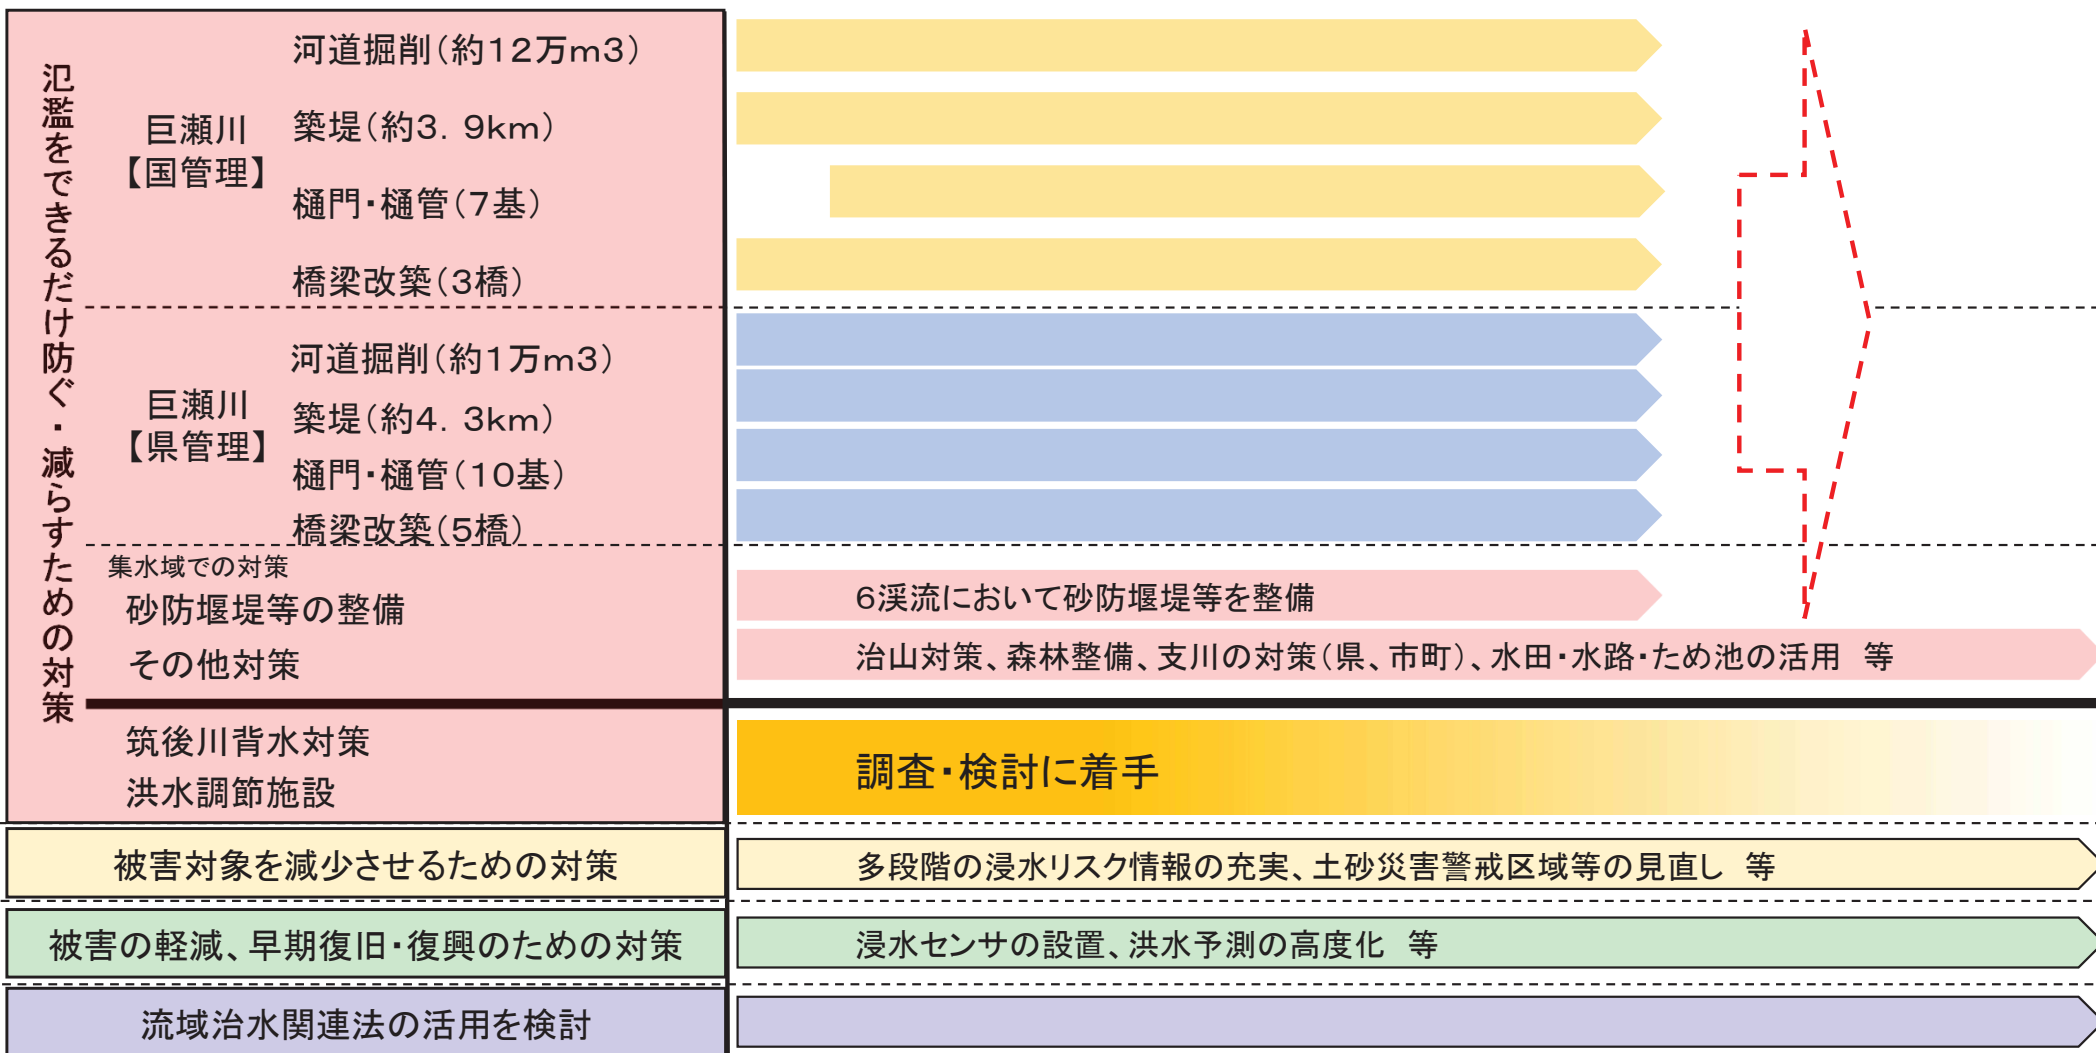 氾濫をできるだけ防ぐ・減らすための対策
巨瀬川
【国管理】
河道掘削(約12万m3)
築堤(約3.9km)
樋門・樋管(7基)
橋梁改築(3橋)
巨瀬川
【県管理】
河道掘削(約1万m3)
築堤(約4.3km)
樋門・樋管(10基)
橋梁改築(5橋)
集水域での対策
砂防堰堤等の整備
6渓流において砂防堰堤等を整備
その他対策
治山対策、森林整備、支川の対策(県、市町)、水田・水路・ため池の活用 等
筑後川背水対策
洪水調節施設
調査・検討に着手
被害対象を減少させるための対策
多段階の浸水リスク情報の充実、土砂災害警戒区域等の見直し 等
被害の軽減、早期復旧・復興のための対策
浸水センサの設置、洪水予測の高度化 等
流域治水関連法の活用を検討